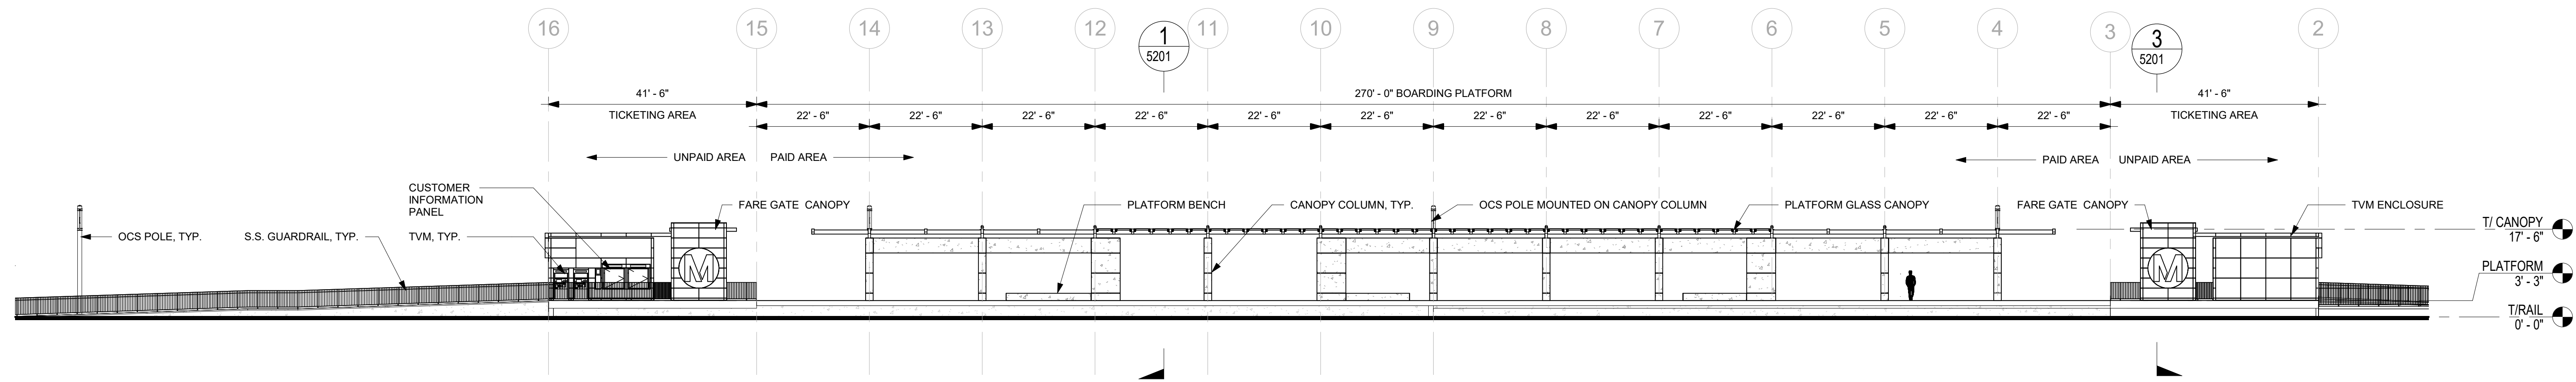 16 15 14 13 12 11 10 9 8 7 6 5 4 3 2
1
5201
3
5201
41' - 6"
270' - 0" BOARDING PLATFORM
41' - 6"
TICKETING AREA
22' - 6" 22' - 6" 22' - 6" 22' - 6" 22' - 6" 22' - 6" 22' - 6" 22' - 6" 22' - 6" 22' - 6" 22' - 6" 22' - 6"
TICKETING AREA
UNPAID AREA PAID AREA
PAID AREA UNPAID AREA
CUSTOMER
INFORMATION
PANEL
FARE GATE CANOPY
PLATFORM BENCH
CANOPY COLUMN, TYP.
OCS POLE MOUNTED ON CANOPY COLUMN
PLATFORM GLASS CANOPY
FARE GATE CANOPY
TVM ENCLOSURE
OCS POLE, TYP.
S.S. GUARDRAIL, TYP.
TVM, TYP.
M
M
T/ CANOPY
17' - 6"
PLATFORM
3' - 3"
T/RAIL
0' - 0"